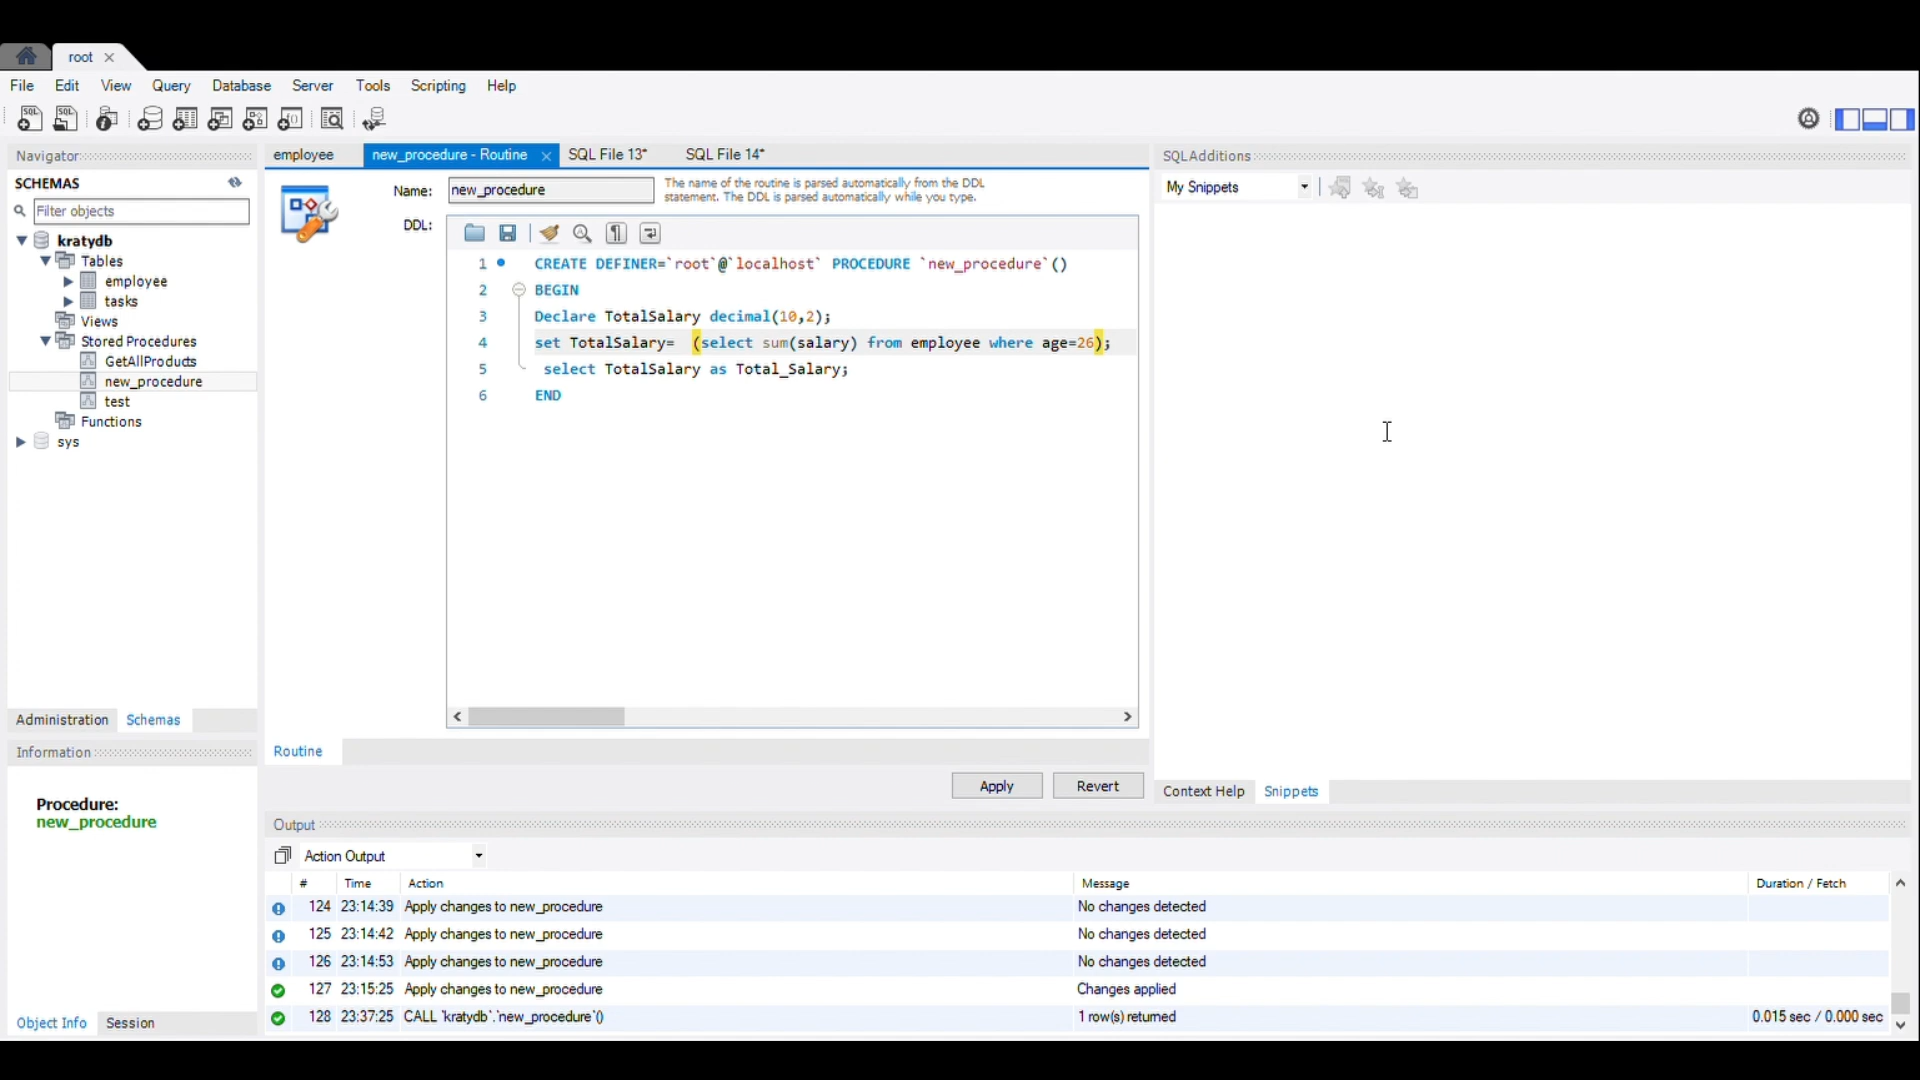 root
File Edit View Query Database Server Tools Scripting Help
Navigator
SCHEMAS
Filter objects
kratydb
Tables
employee
tasks
Views
Stored Procedures
GetAllProducts
new_procedure
test
Functions
sys
Administration Schemas
Information
Procedure:
new_procedure
Object Info Session
employee new_procedure - Routine SQL File 13* SQL File 14*
Name: new_procedure
The name of the routine is parsed automatically from the DDL
statement. The DDL is parsed automatically while you type.
DDL:
1 CREATE DEFINER=`root`@`localhost` PROCEDURE `new_procedure`()
2 BEGIN
3 Declare TotalSalary decimal(10,2);
4 set TotalSalary=  (select sum(salary) from employee where age=26);
5 select TotalSalary as Total_Salary;
6 END
Routine
Apply Revert
SQLAdditions
My Snippets
Context Help Snippets
Output
Action Output
# Time Action Message Duration / Fetch
124 23:14:39 Apply changes to new_procedure No changes detected
125 23:14:42 Apply changes to new_procedure No changes detected
126 23:14:53 Apply changes to new_procedure No changes detected
127 23:15:25 Apply changes to new_procedure Changes applied
128 23:37:25 CALL `kratydb`.`new_procedure`() 1 row(s) returned 0.015 sec / 0.000 sec